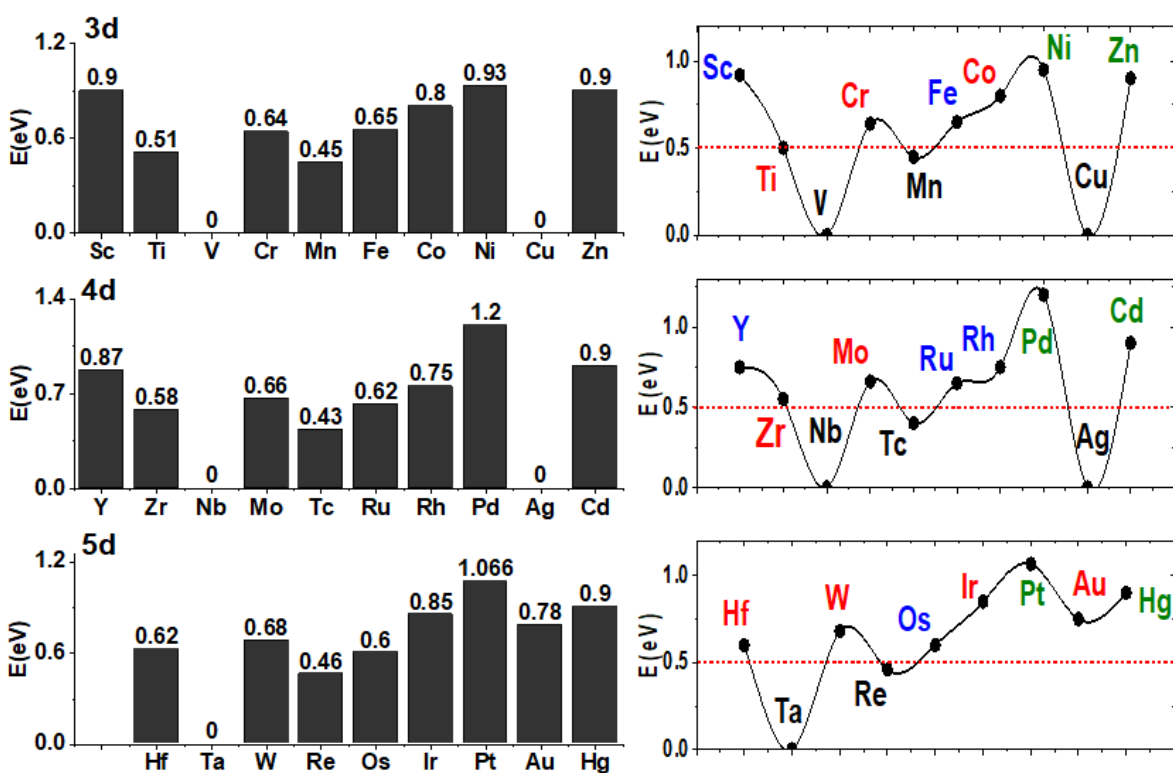 3d
E(eV)
1.2
0.6
0.0
0.9
0.51
0
0.64
0.45
0.65
0.8
0.93
0
0.9
Sc Ti V Cr Mn Fe Co Ni Cu Zn
E (eV)
1.0
0.5
0.0
Sc
Ti
V
Cr
Mn
Fe
Co
Ni
Cu
Zn
4d
E(eV)
1.4
0.7
0.0
0.87
0.58
0
0.66
0.43
0.62
0.75
1.2
0
0.9
Y Zr Nb Mo Tc Ru Rh Pd Ag Cd
E (eV)
1.0
0.5
0.0
Y
Zr
Nb
Mo
Tc
Ru
Rh
Pd
Ag
Cd
5d
E(eV)
1.2
0.6
0.0
0.62
0
0.68
0.46
0.6
0.85
1.066
0.78
0.9
Hf Ta W Re Os Ir Pt Au Hg
E (eV)
1.0
0.5
0.0
Hf
Ta
W
Re
Os
Ir
Pt
Au
Hg